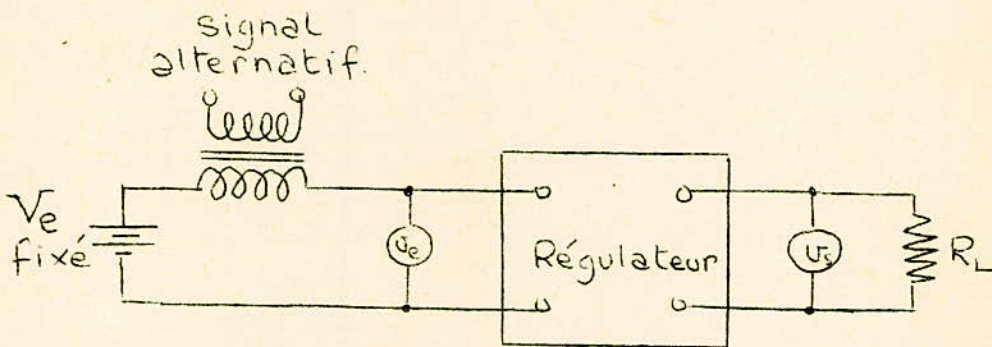 signal
alternatif.
Ve
fixé
ve
Régulateur
vs
RL